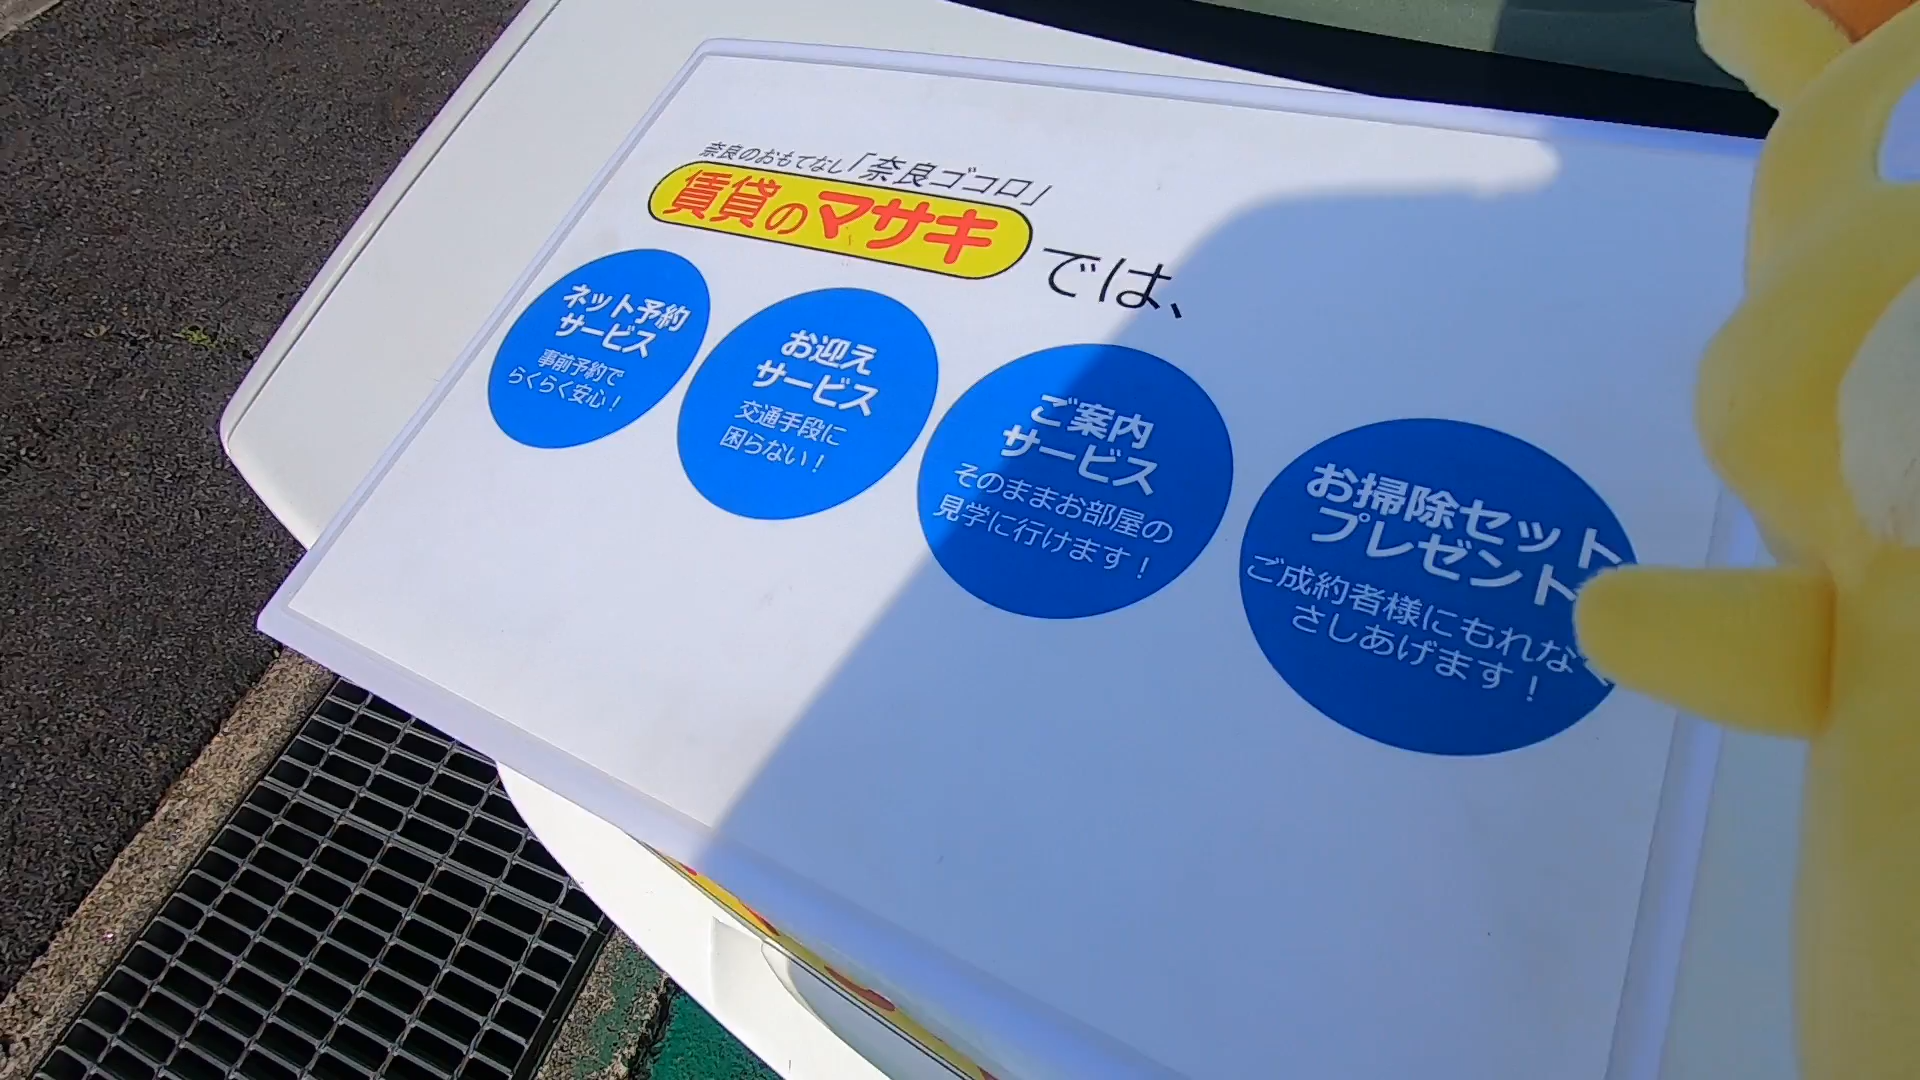 奈良のおもてなし「奈良ゴコロ」
賃貸のマサキでは、
ネット予約
サービス
事前予約で
らくらく安心！
お迎え
サービス
交通手段に
困らない！
ご案内
サービス
そのままお部屋の
見学に行けます！
お掃除セット
プレゼント
ご成約者様にもれな
さしあげます！